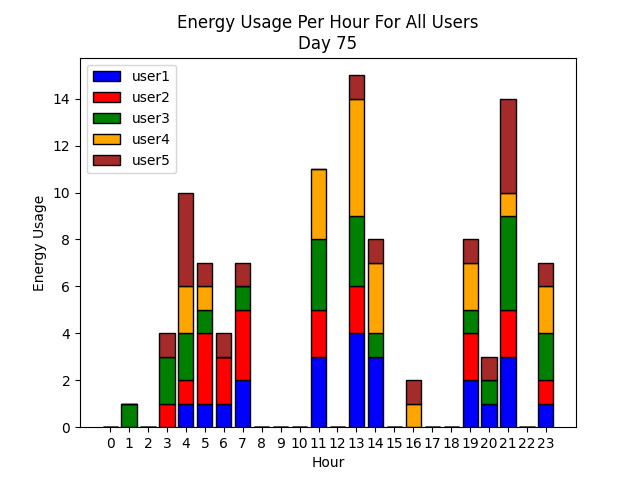 Energy Usage Per Hour For All Users
Day 75
user1
user2
user3
user4
user5
14
12
10
8
6
4
2
0
Energy Usage
0 1 2 3 4 5 6 7 8 9 10 11 12 13 14 15 16 17 18 19 20 21 22 23
Hour